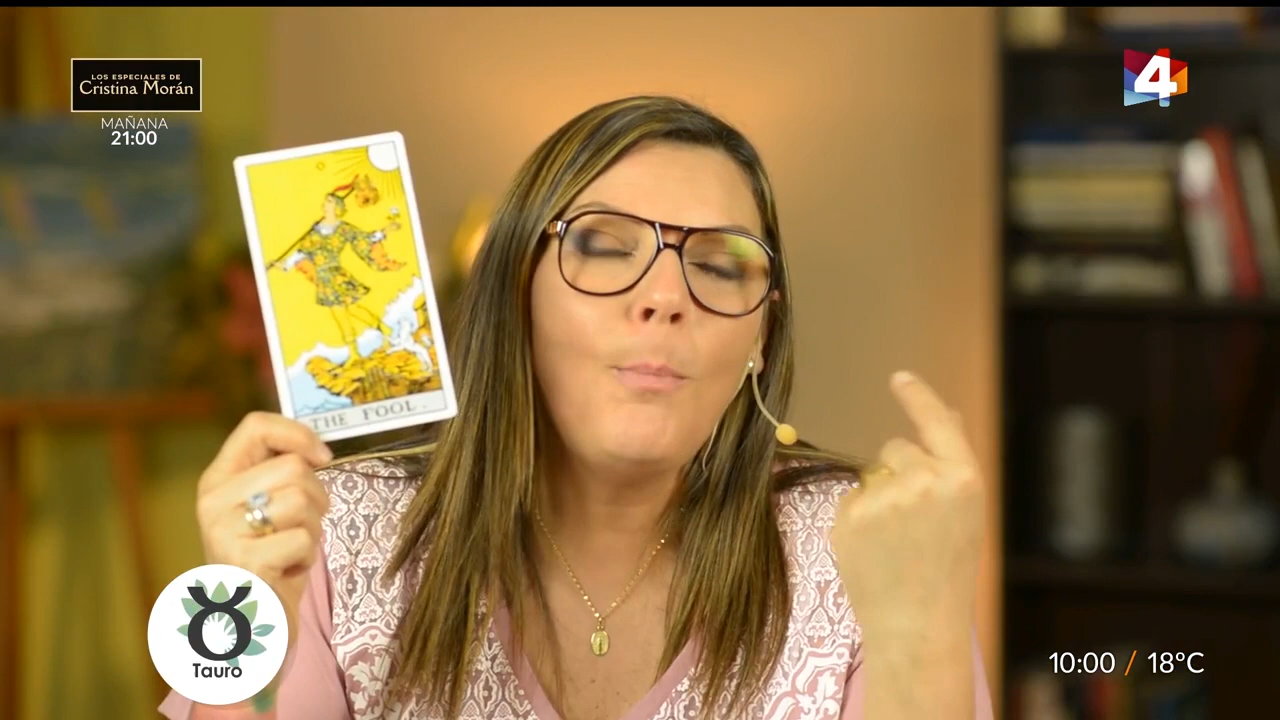 LOS ESPECIALES DE
Cristina Morán
MAÑANA
21:00
4
THE FOOL.
Tauro
10:00 / 18°C